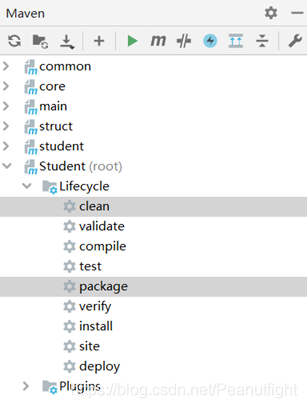 Maven
common
core
main
struct
student
Student (root)
Lifecycle
clean
validate
compile
test
package
verify
install
site
deploy
Plugins
https://blog.csdn.net/Peanutfight